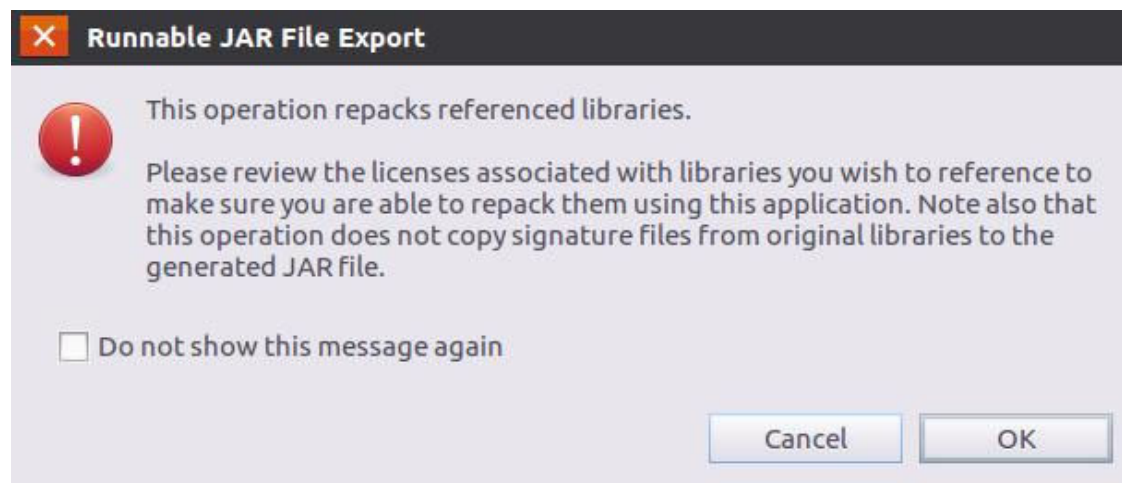 Runnable JAR File Export
This operation repacks referenced libraries.
Please review the licenses associated with libraries you wish to reference to
make sure you are able to repack them using this application. Note also that
this operation does not copy signature files from original libraries to the
generated JAR file.
Do not show this message again
Cancel OK